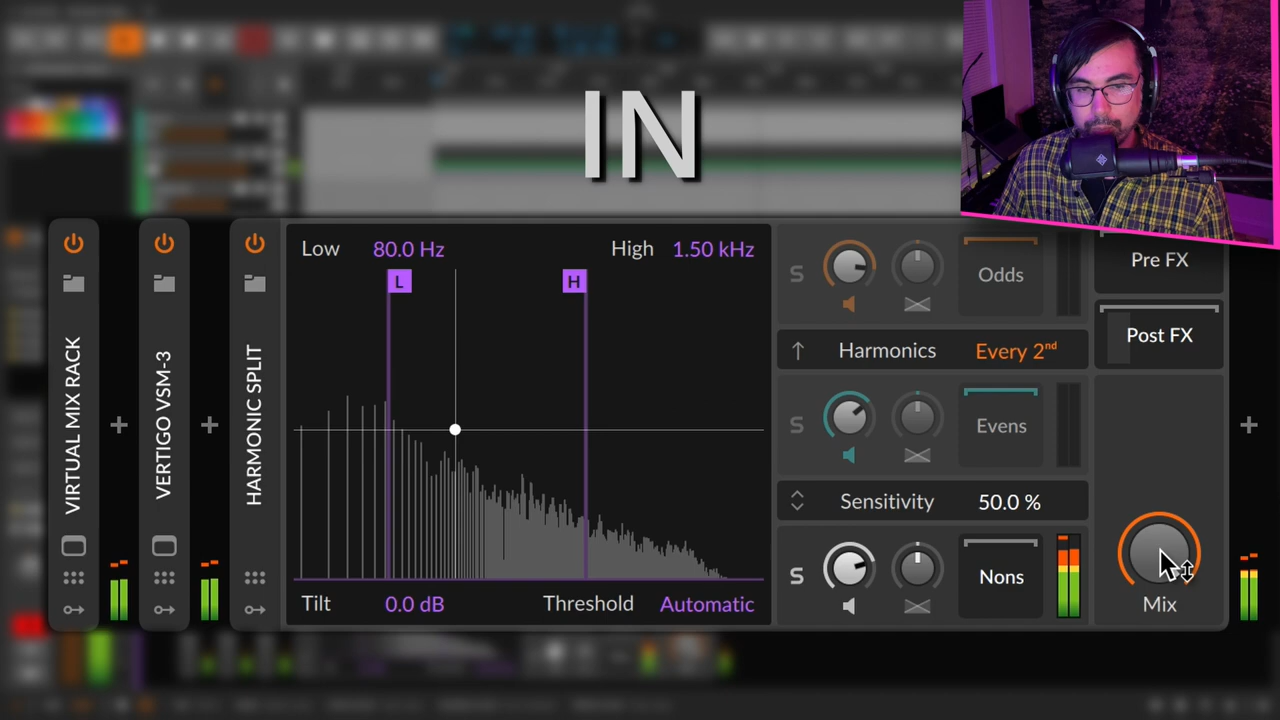 IN
VIRTUAL MIX RACK
VERTIGO VSM-3
HARMONIC SPLIT
Low 80.0 Hz High 1.50 kHz
L H
Tilt 0.0 dB Threshold Automatic
S Odds
Harmonics Every 2nd
S Evens
Sensitivity 50.0 %
S Nons
Pre FX
Post FX
Mix